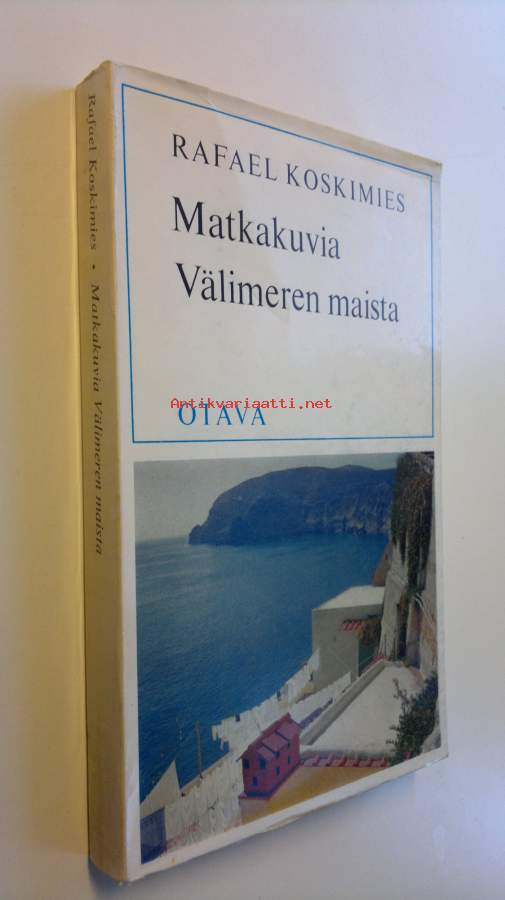 Rafael Koskimies • Matkakuvia Välimeren maista
RAFAEL KOSKIMIES
Matkakuvia
Välimeren maista
Antikvariaatti.net
OTAVA